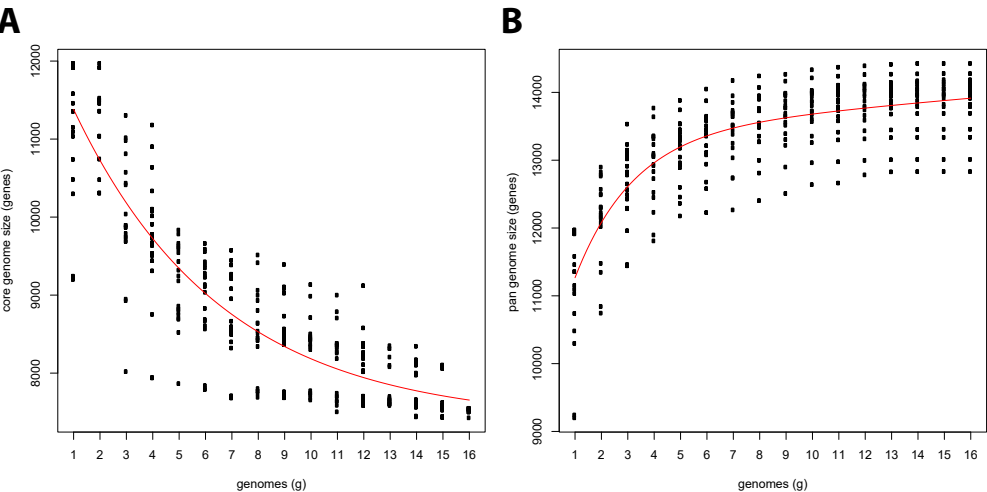 A
core genome size (genes)
12000
11000
10000
9000
8000
1 2 3 4 5 6 7 8 9 10 11 12 13 14 15 16
genomes (g)
B
pan genome size (genes)
14000
13000
12000
11000
10000
9000
1 2 3 4 5 6 7 8 9 10 11 12 13 14 15 16
genomes (g)